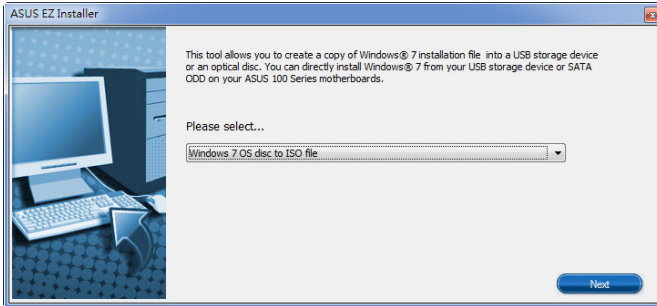 ASUS EZ Installer
This tool allows you to create a copy of Windows® 7 installation file into a USB storage device
or an optical disc. You can directly install Windows® 7 from your USB storage device or SATA
ODD on your ASUS 100 Series motherboards.
Please select...
Windows 7 OS disc to ISO file
Next